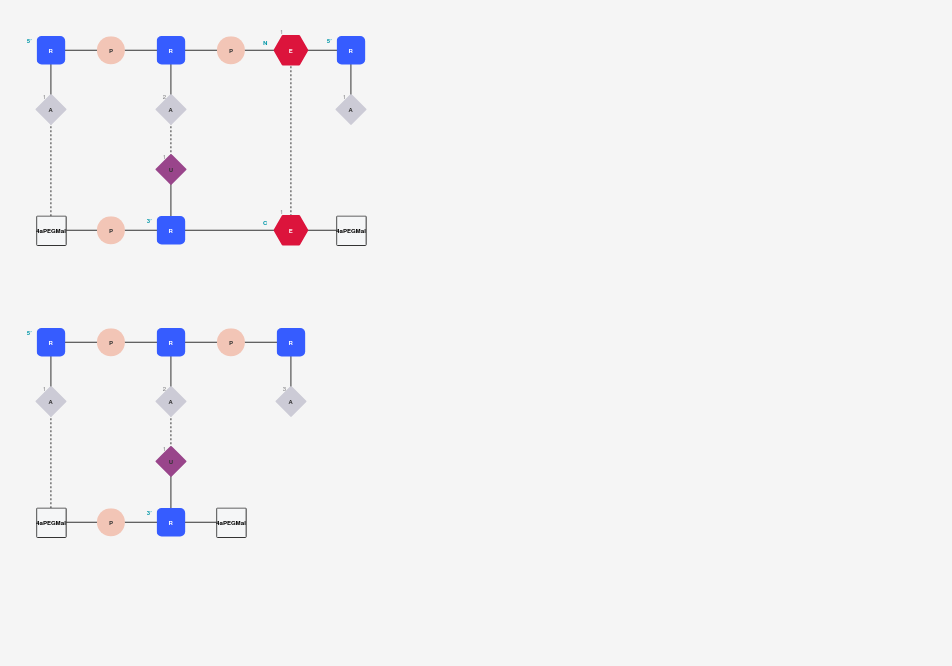 5' R P R P N 1 E 5' R
1 A 2 A 1 A
1 U
4aPEGMal P 3' R C 1 E 4aPEGMal
5' R P R P R
1 A 2 A 3 A
1 U
4aPEGMal P 3' R 4aPEGMal